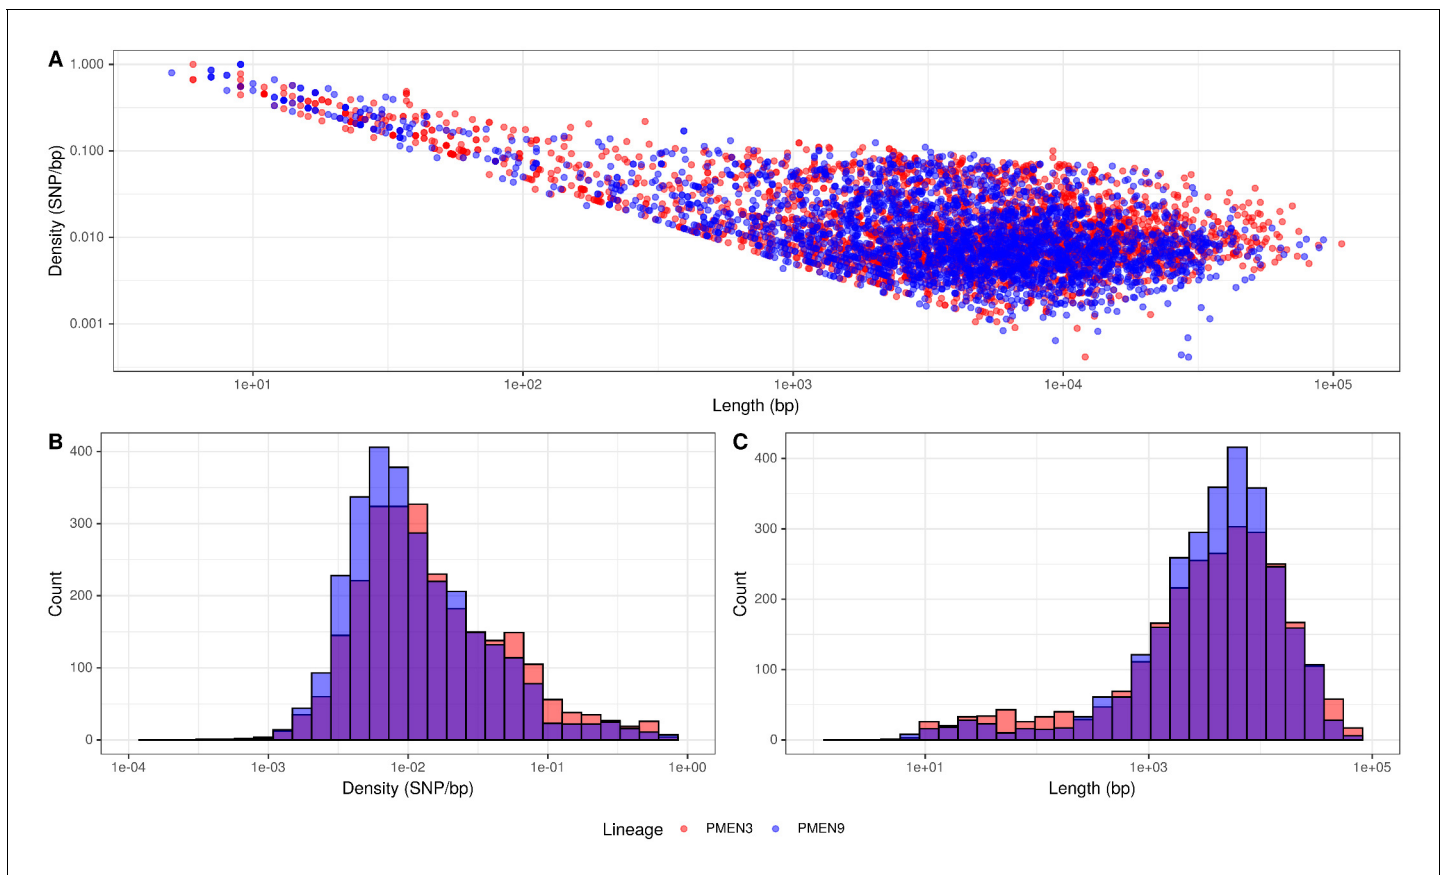 A
1.000
0.100
0.010
0.001
Density (SNP/bp)
1e+01 1e+02 1e+03 1e+04 1e+05
Length (bp)
B
400
300
200
100
0
Count
1e-04 1e-03 1e-02 1e-01 1e+00
Density (SNP/bp)
C
400
300
200
100
0
Count
1e+01 1e+03 1e+05
Length (bp)
Lineage PMEN3 PMEN9